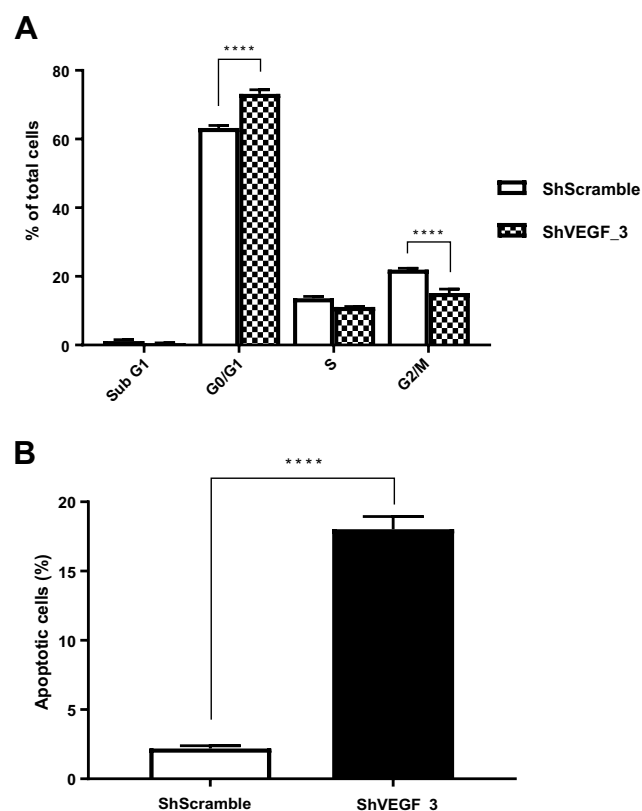 A
****
80
60
40
20
0
% of total cells
****
ShScramble
ShVEGF_3
Sub G1
G0/G1
S
G2/M
B
****
20
15
10
5
0
Apoptotic cells (%)
ShScramble
ShVEGF_3